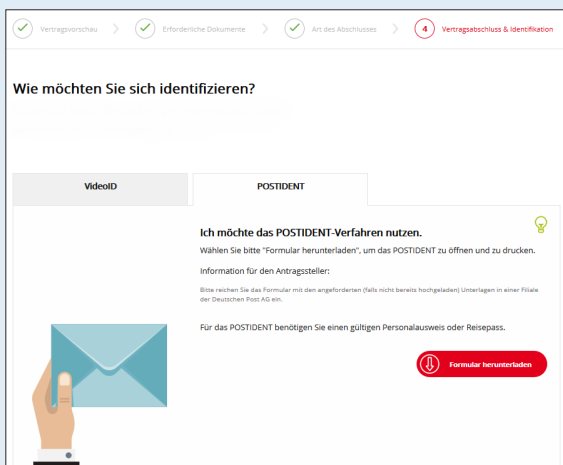 Vertragsvorschau
Erforderliche Dokumente
Art des Abschlusses
4 Vertragsabschluss & Identifikation
Wie möchten Sie sich identifizieren?
VideoID
POSTIDENT
Ich möchte das POSTIDENT-Verfahren nutzen.
Wählen Sie bitte "Formular herunterladen", um das POSTIDENT zu öffnen und zu drucken.
Information für den Antragssteller:
Bitte reichen Sie das Formular mit den angeforderten (falls nicht bereits hochgeladen) Unterlagen in einer Filiale
der Deutschen Post AG ein.
Für das POSTIDENT benötigen Sie einen gültigen Personalausweis oder Reisepass.
Formular herunterladen